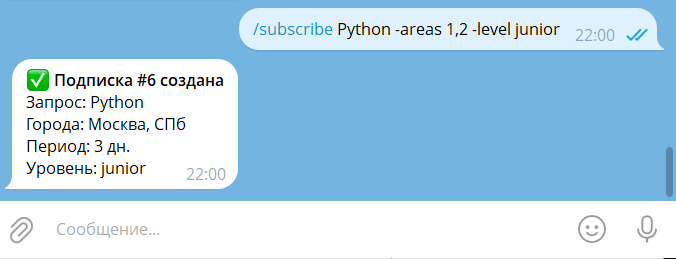 /subscribe Python -areas 1,2 -level junior 22:00
✅ Подписка #6 создана
Запрос: Python
Города: Москва, СПб
Период: 3 дн.
Уровень: junior 22:00
Сообщение...